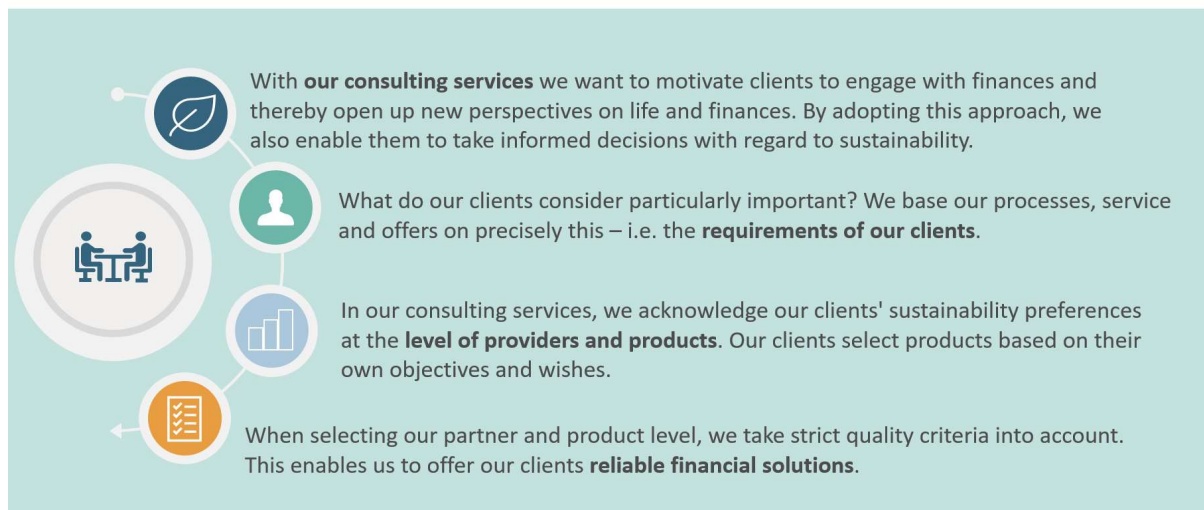 With our consulting services we want to motivate clients to engage with finances and
thereby open up new perspectives on life and finances. By adopting this approach, we
also enable them to take informed decisions with regard to sustainability.
What do our clients consider particularly important? We base our processes, service
and offers on precisely this – i.e. the requirements of our clients.
In our consulting services, we acknowledge our clients' sustainability preferences
at the level of providers and products. Our clients select products based on their
own objectives and wishes.
When selecting our partner and product level, we take strict quality criteria into account.
This enables us to offer our clients reliable financial solutions.